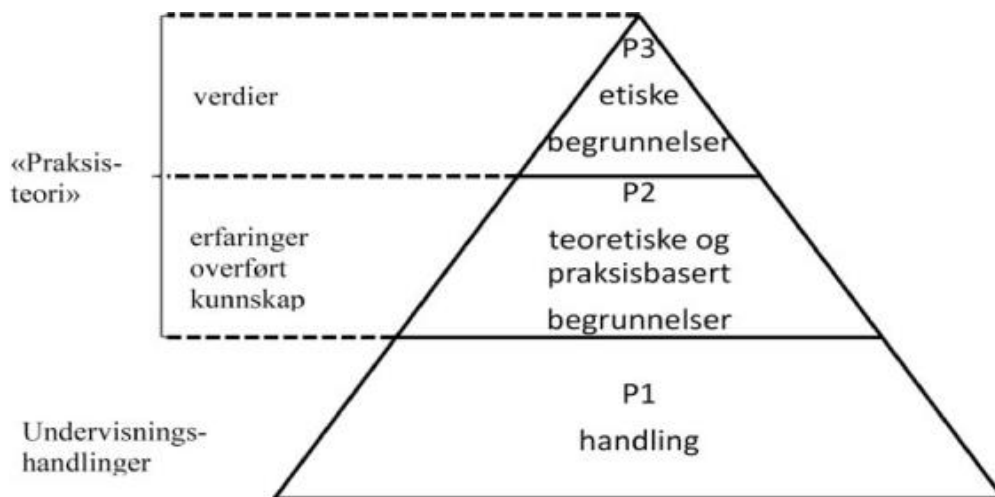 P3
etiske
begrunnelser
verdier
«Praksis-
teori»
P2
teoretiske og
praksisbasert
begrunnelser
erfaringer
overført
kunnskap
P1
handling
Undervisnings-
handlinger